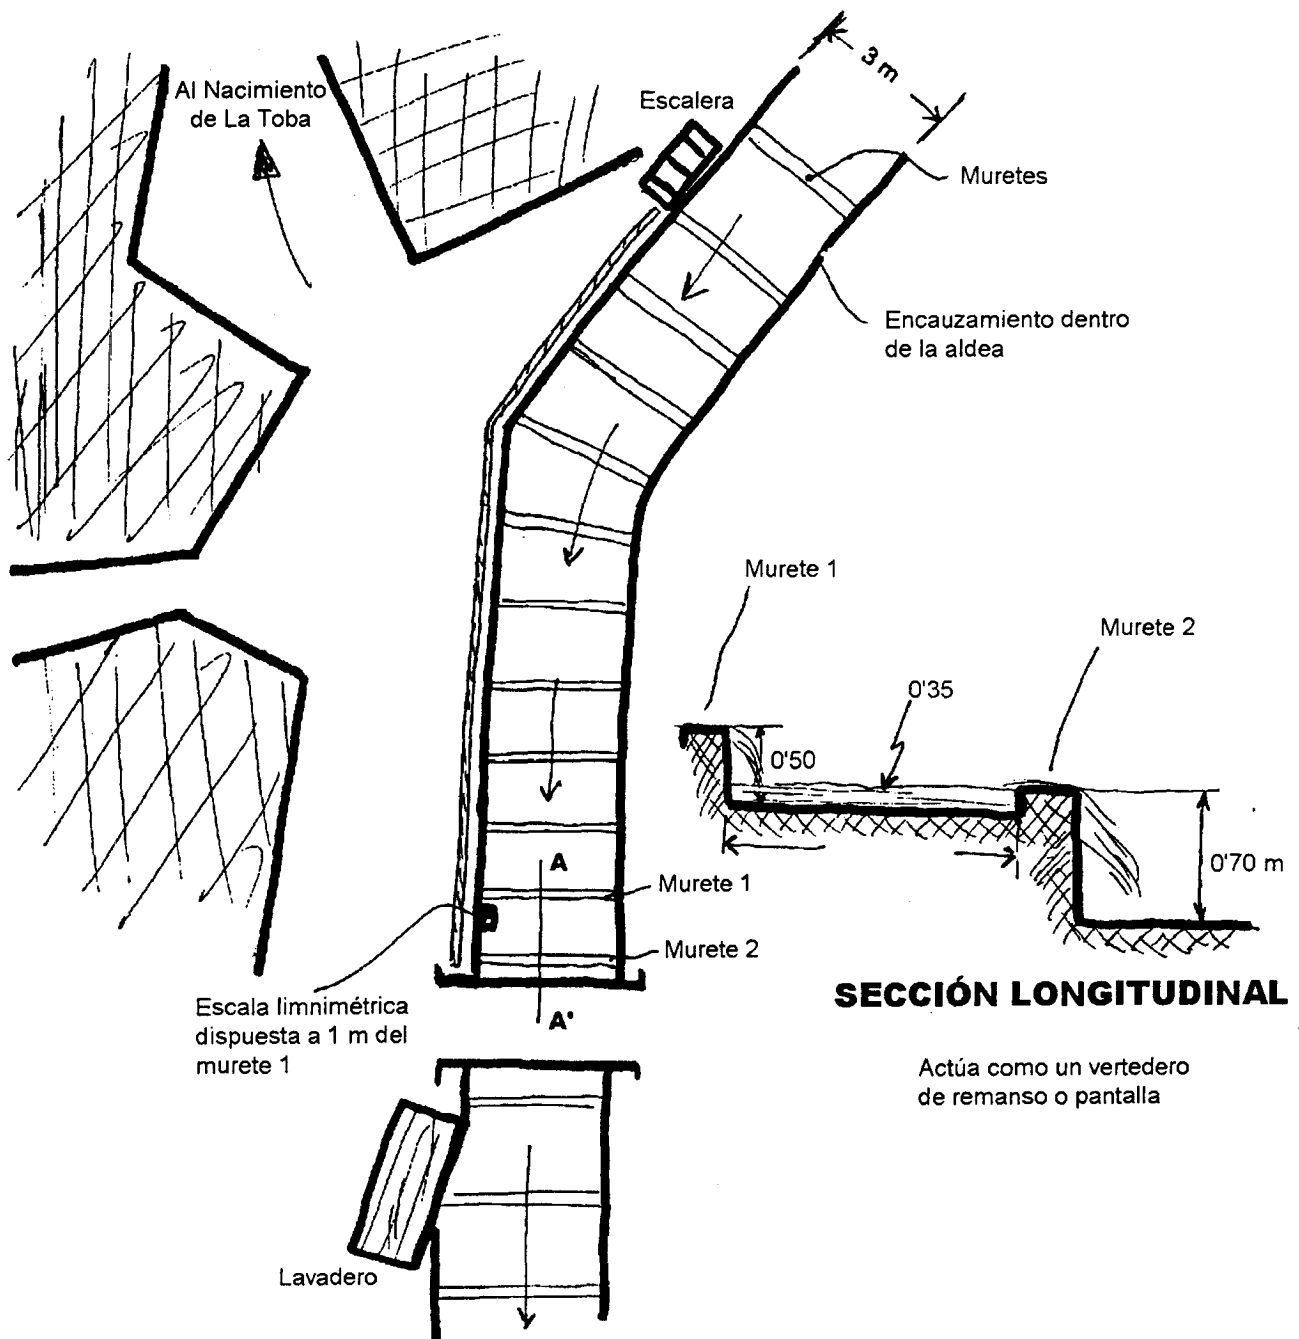 3 m
Al Nacimiento
de La Toba
Escalera
Muretes
Encauzamiento dentro
de la aldea
Murete 1
Murete 2
0'35
0'50
0'70 m
A
Murete 1
Murete 2
Escala limnimétrica
dispuesta a 1 m del
murete 1
A'
SECCIÓN LONGITUDINAL
Actúa como un vertedero
de remanso o pantalla
Lavadero